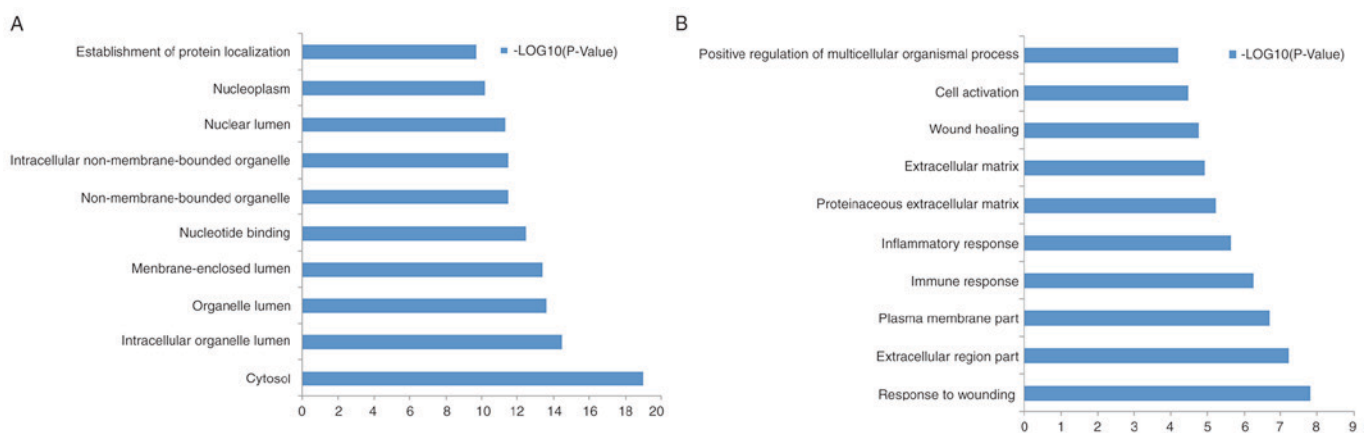 A
Establishment of protein localization
-LOG10(P-Value)
Nucleoplasm
Nuclear lumen
Intracellular non-membrane-bounded organelle
Non-membrane-bounded organelle
Nucleotide binding
Menbrane-enclosed lumen
Organelle lumen
Intracellular organelle lumen
Cytosol
0 2 4 6 8 10 12 14 16 18 20
B
Positive regulation of multicellular organismal process
-LOG10(P-Value)
Cell activation
Wound healing
Extracellular matrix
Proteinaceous extracellular matrix
Inflammatory response
Immune response
Plasma membrane part
Extracellular region part
Response to wounding
0 1 2 3 4 5 6 7 8 9